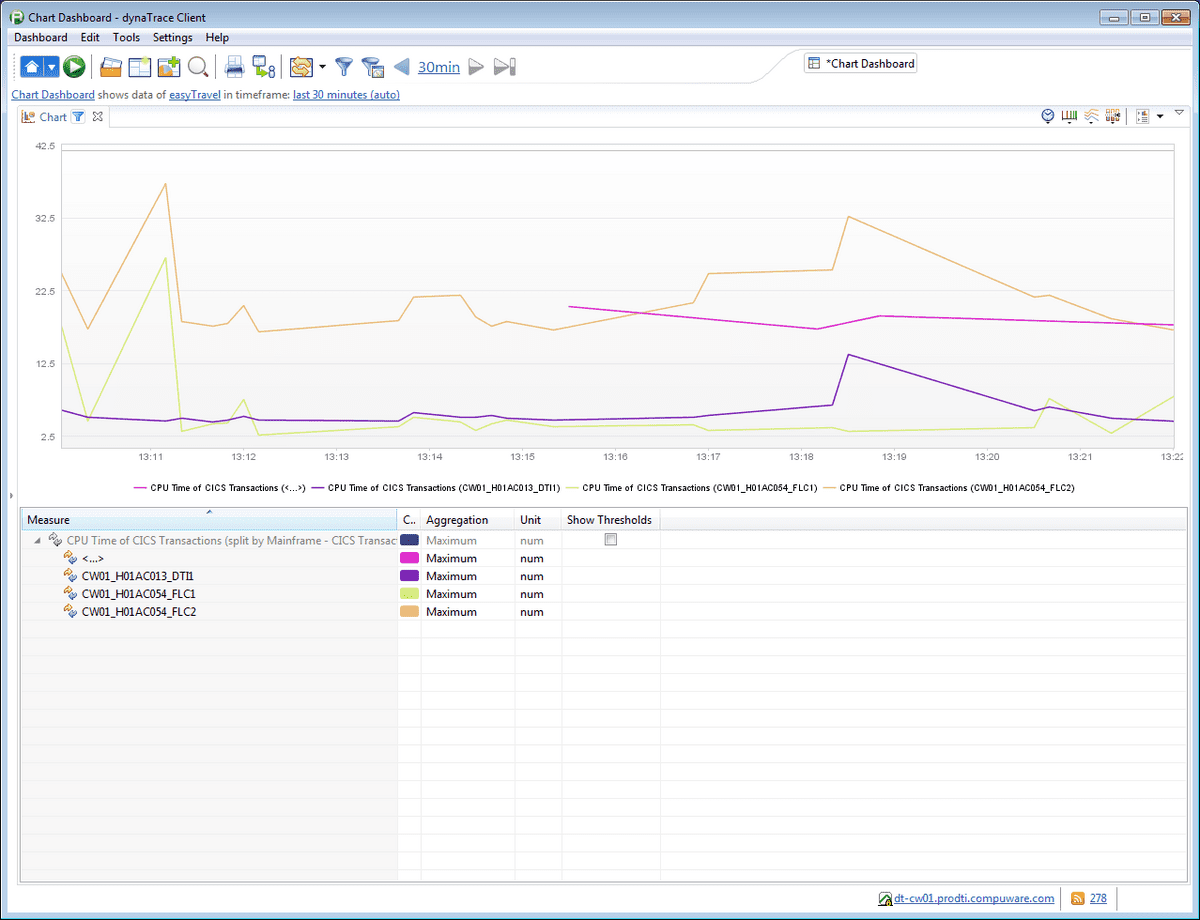 Chart Dashboard - dynaTrace Client
Dashboard Edit Tools Settings Help
30min
*Chart Dashboard
Chart Dashboard shows data of easyTravel in timeframe: last 30 minutes (auto)
Chart
42.5
32.5
22.5
12.5
2.5
13:11 13:12 13:13 13:14 13:15 13:16 13:17 13:18 13:19 13:20 13:21 13:22
CPU Time of CICS Transactions (<...>) CPU Time of CICS Transactions (CW01_H01AC013_DTI1) CPU Time of CICS Transactions (CW01_H01AC054_FLC1) CPU Time of CICS Transactions (CW01_H01AC054_FLC2)
Measure C.. Aggregation Unit Show Thresholds
CPU Time of CICS Transactions (split by Mainframe - CICS Transac Maximum num
<...> Maximum num
CW01_H01AC013_DTI1 Maximum num
CW01_H01AC054_FLC1 Maximum num
CW01_H01AC054_FLC2 Maximum num
dt-cw01.prodti.compuware.com 278